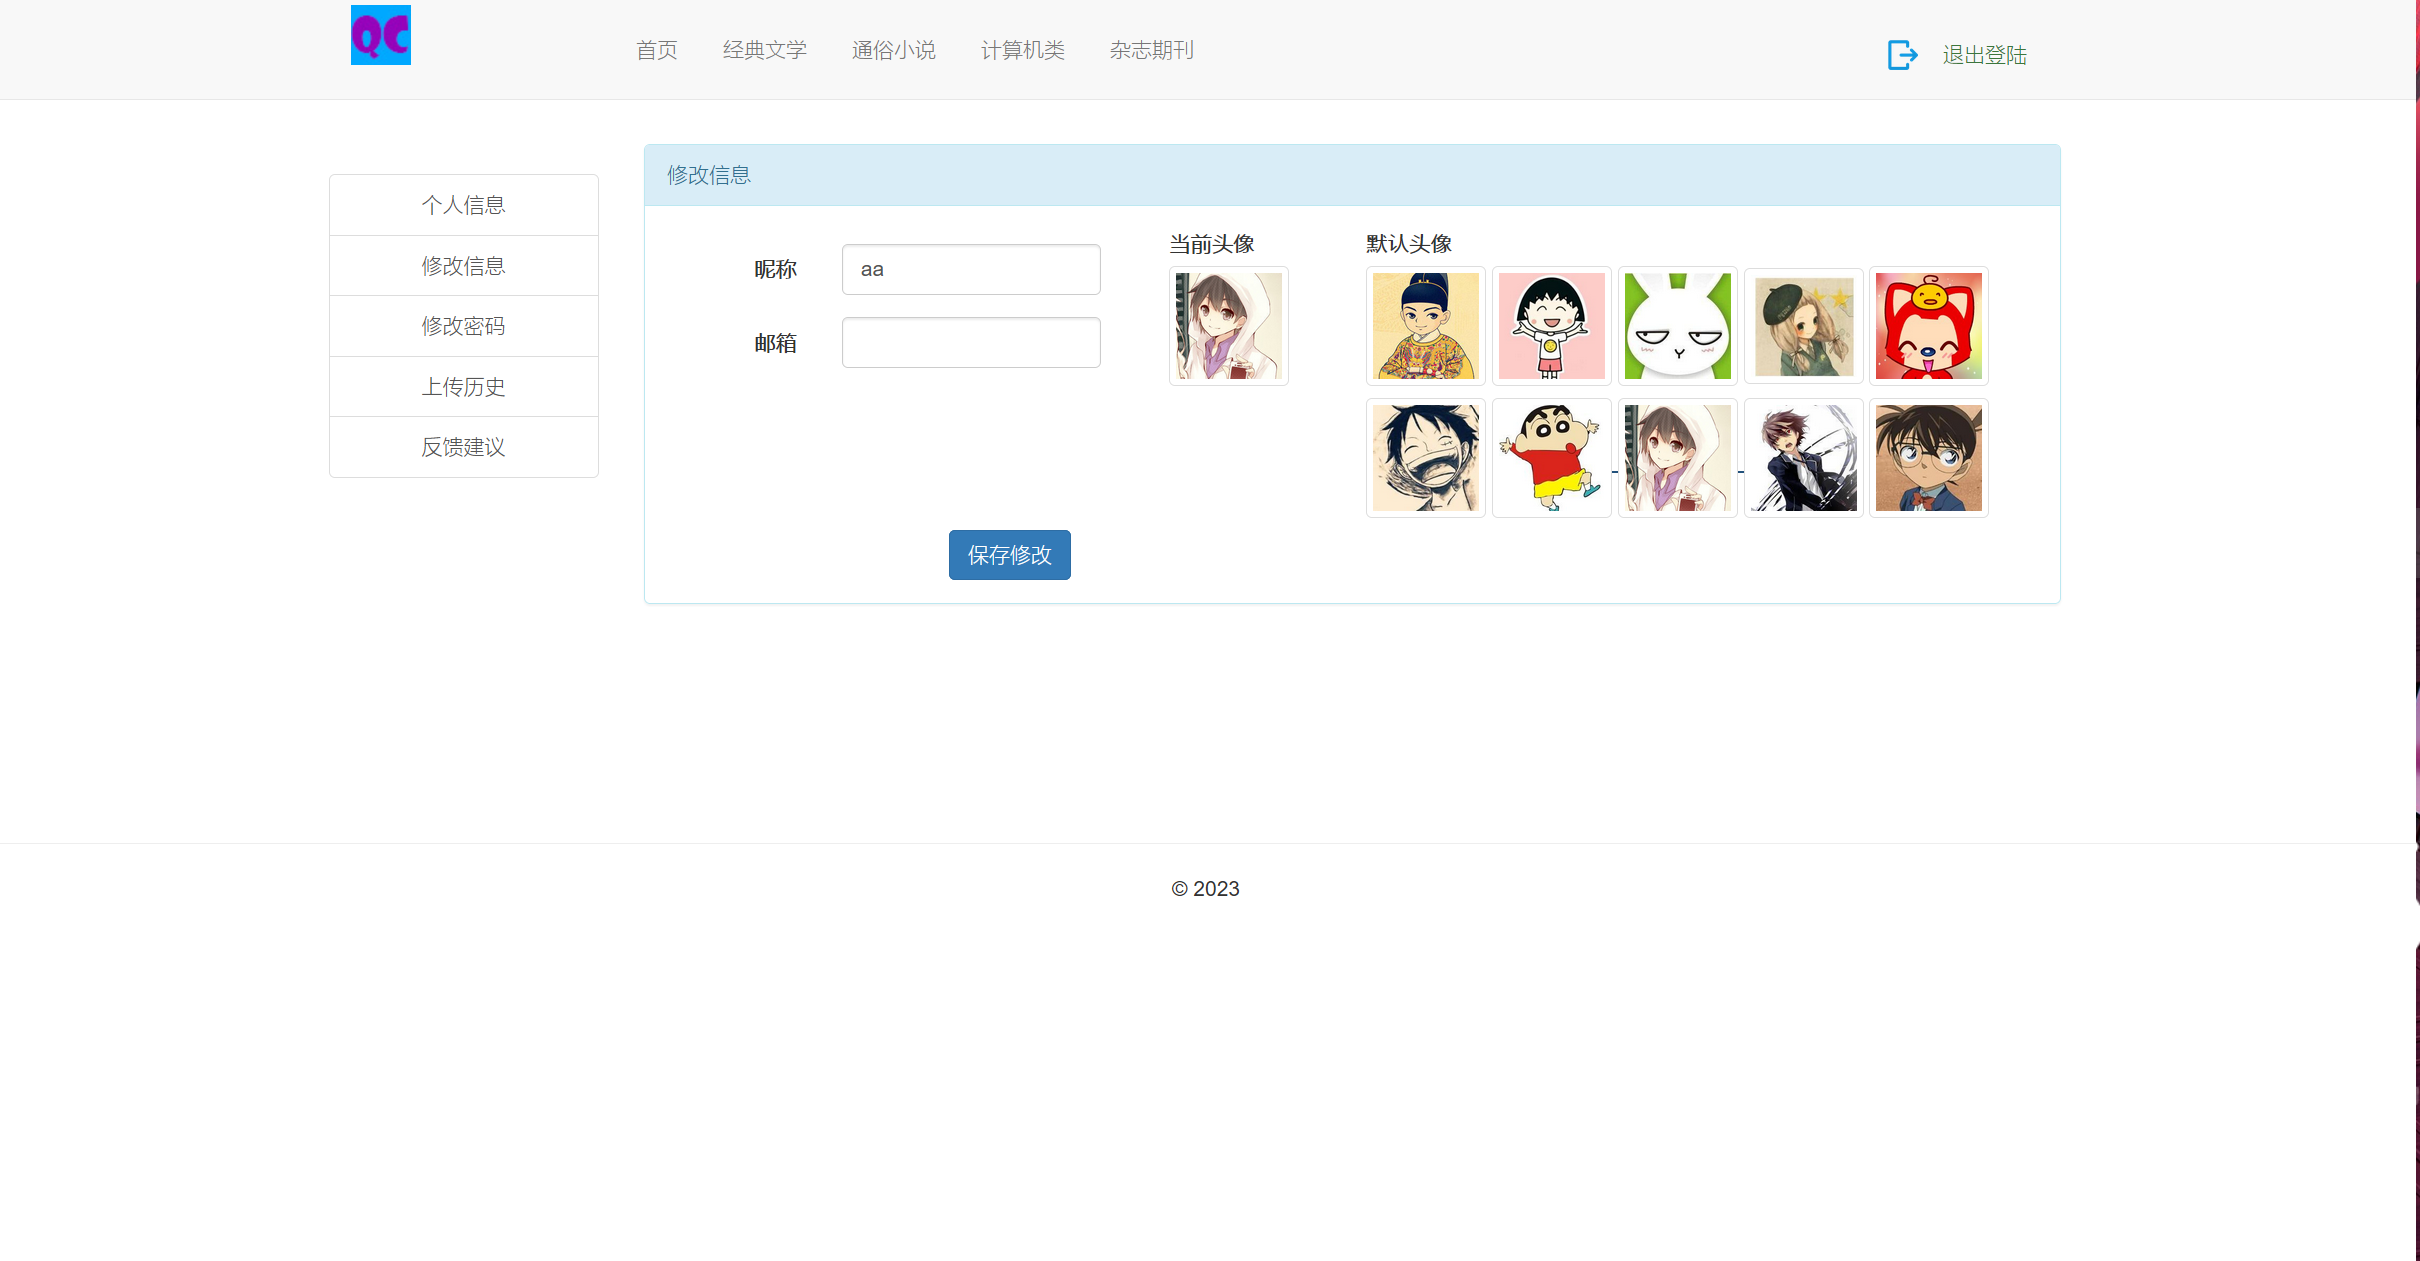 QC
首页 经典文学 通俗小说 计算机类 杂志期刊 退出登陆
个人信息
修改信息
修改密码
上传历史
反馈建议
修改信息
昵称 aa
邮箱
当前头像 默认头像
保存修改
© 2023